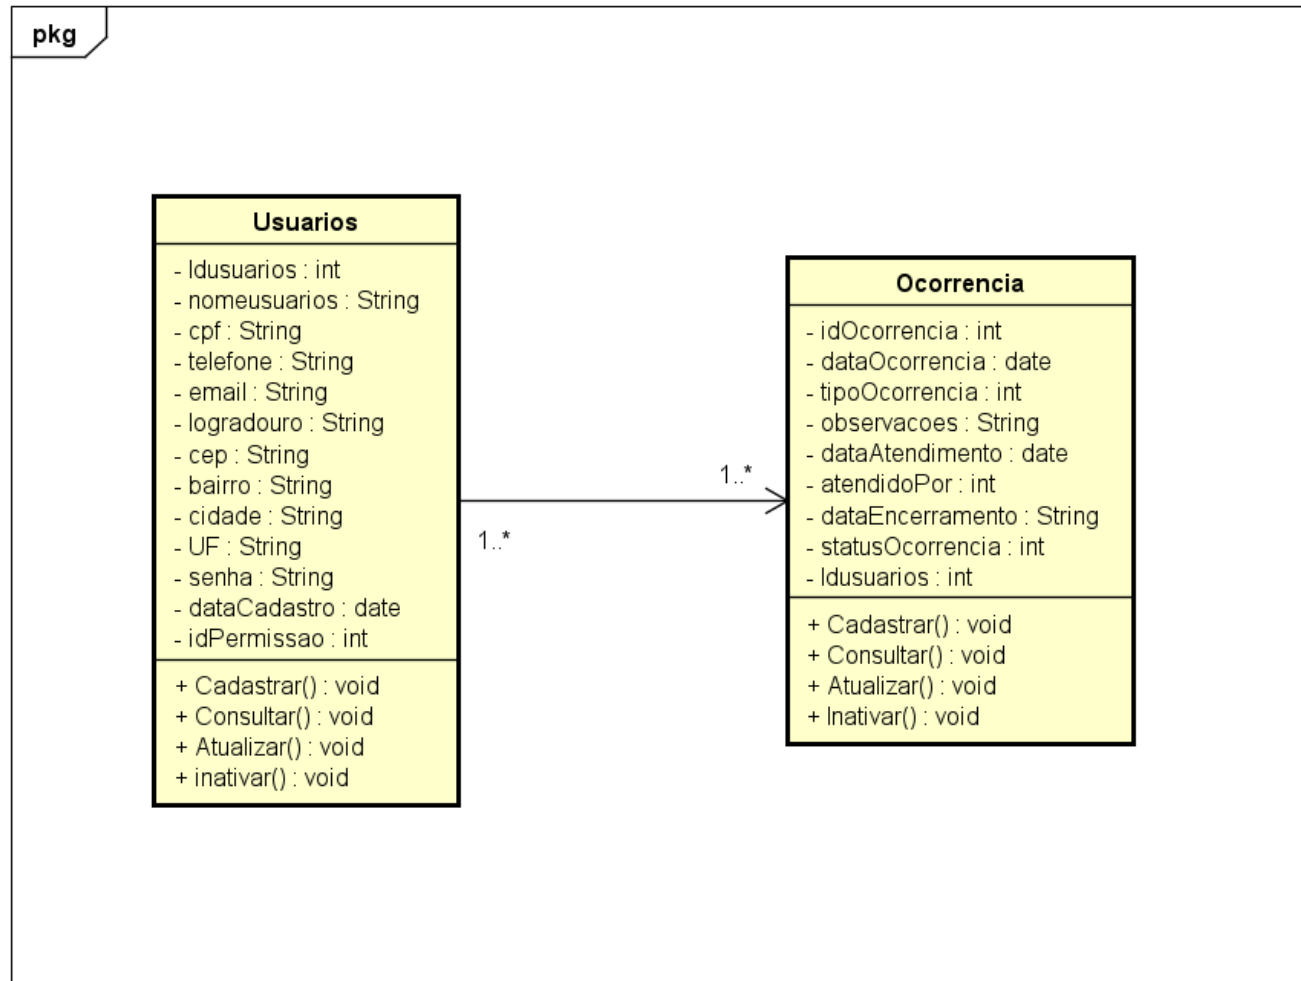 pkg
Usuarios
- Idusuarios : int
- nomeusuarios : String
- cpf : String
- telefone : String
- email : String
- logradouro : String
- cep : String
- bairro : String
- cidade : String
- UF : String
- senha : String
- dataCadastro : date
- idPermissao : int
+ Cadastrar() : void
+ Consultar() : void
+ Atualizar() : void
+ inativar() : void
1..*
1..*
Ocorrencia
- idOcorrencia : int
- dataOcorrencia : date
- tipoOcorrencia : int
- observacoes : String
- dataAtendimento : date
- atendidoPor : int
- dataEncerramento : String
- statusOcorrencia : int
- Idusuarios : int
+ Cadastrar() : void
+ Consultar() : void
+ Atualizar() : void
+ Inativar() : void